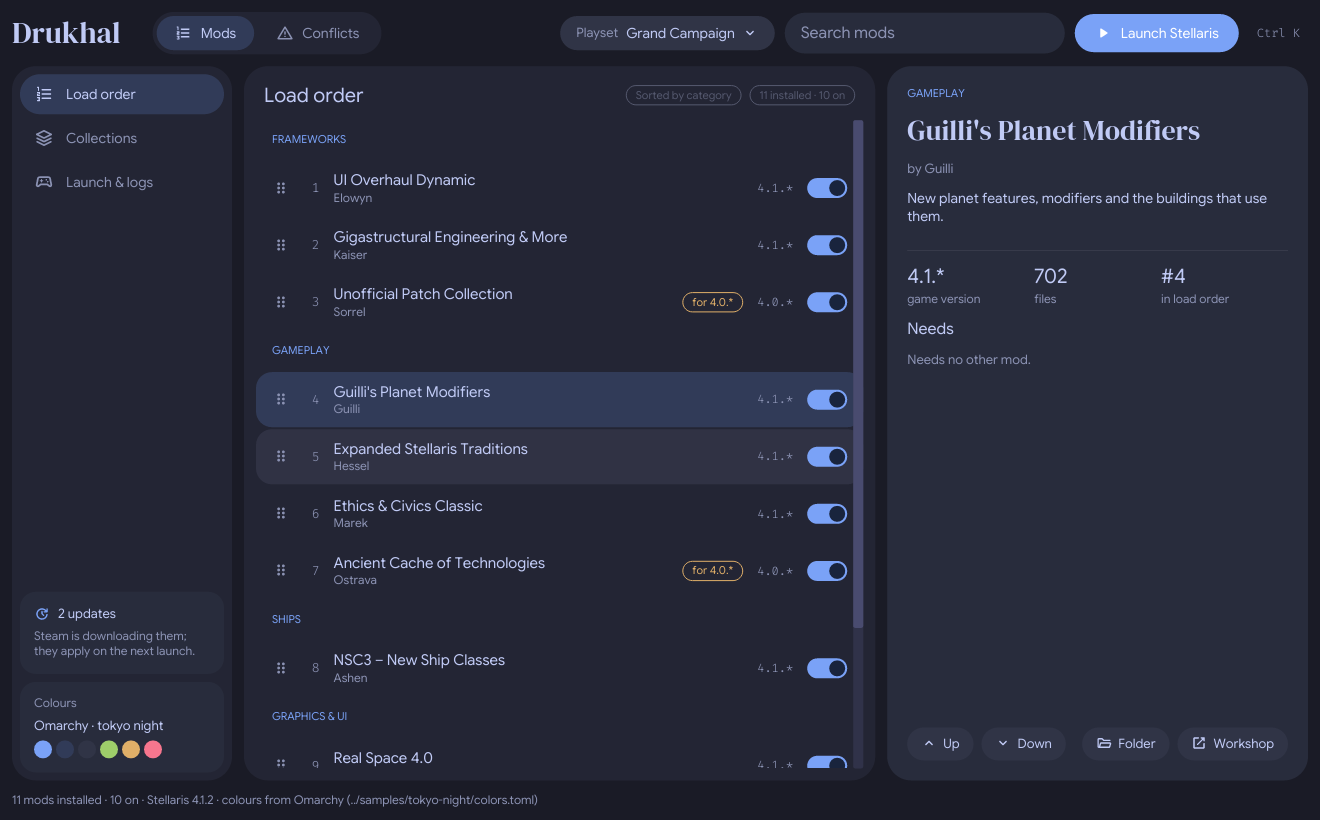 Drukhal
Mods
Conflicts
Playset Grand Campaign
Search mods
Launch Stellaris
Ctrl K
Load order
Collections
Launch & logs
2 updates
Steam is downloading them;
they apply on the next launch.
Colours
Omarchy · tokyo night
Load order
Sorted by category
11 installed · 10 on
FRAMEWORKS
1 UI Overhaul Dynamic 4.1.*
Elowyn
2 Gigastructural Engineering & More 4.1.*
Kaiser
3 Unofficial Patch Collection for 4.0.* 4.0.*
Sorrel
GAMEPLAY
4 Guilli's Planet Modifiers 4.1.*
Guilli
5 Expanded Stellaris Traditions 4.1.*
Hessel
6 Ethics & Civics Classic 4.1.*
Marek
7 Ancient Cache of Technologies for 4.0.* 4.0.*
Ostrava
SHIPS
8 NSC3 – New Ship Classes 4.1.*
Ashen
GRAPHICS & UI
9 Real Space 4.0 4.1.*
GAMEPLAY
Guilli's Planet Modifiers
by Guilli
New planet features, modifiers and the buildings that use
them.
4.1.* 702 #4
game version files in load order
Needs
Needs no other mod.
Up
Down
Folder
Workshop
11 mods installed · 10 on · Stellaris 4.1.2 · colours from Omarchy (../samples/tokyo-night/colors.toml)